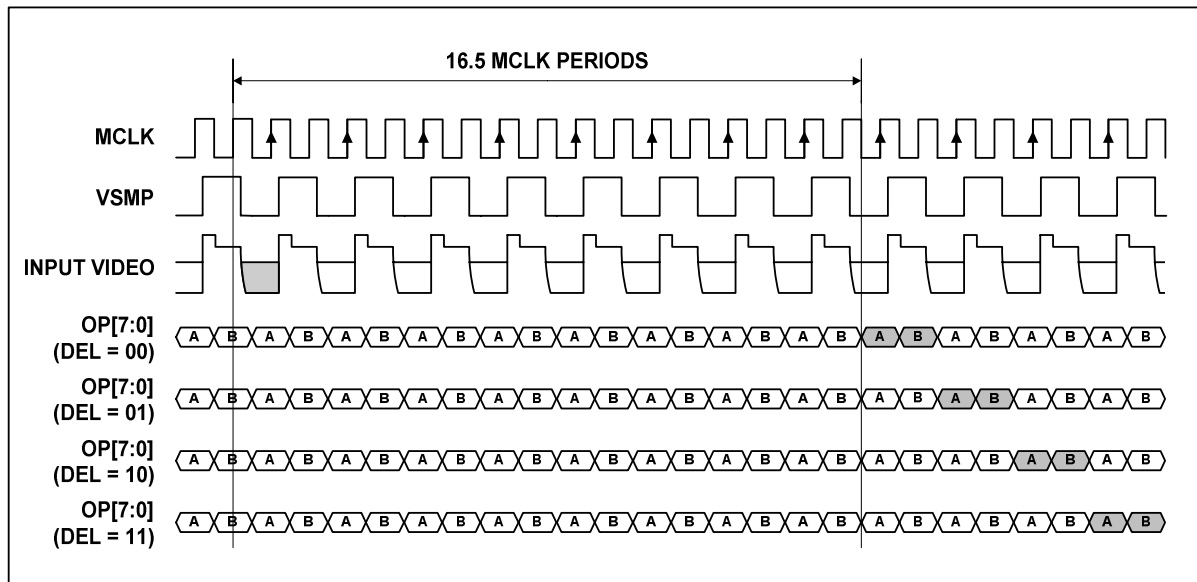 16.5 MCLK PERIODS
MCLK
VSMP
INPUT VIDEO
OP[7:0]
(DEL = 00)
A B A B A B A B A B A B A B A B A B A B A B A B A B
OP[7:0]
(DEL = 01)
A B A B A B A B A B A B A B A B A B A B A B A B A B
OP[7:0]
(DEL = 10)
A B A B A B A B A B A B A B A B A B A B A B A B A B
OP[7:0]
(DEL = 11)
A B A B A B A B A B A B A B A B A B A B A B A B A B